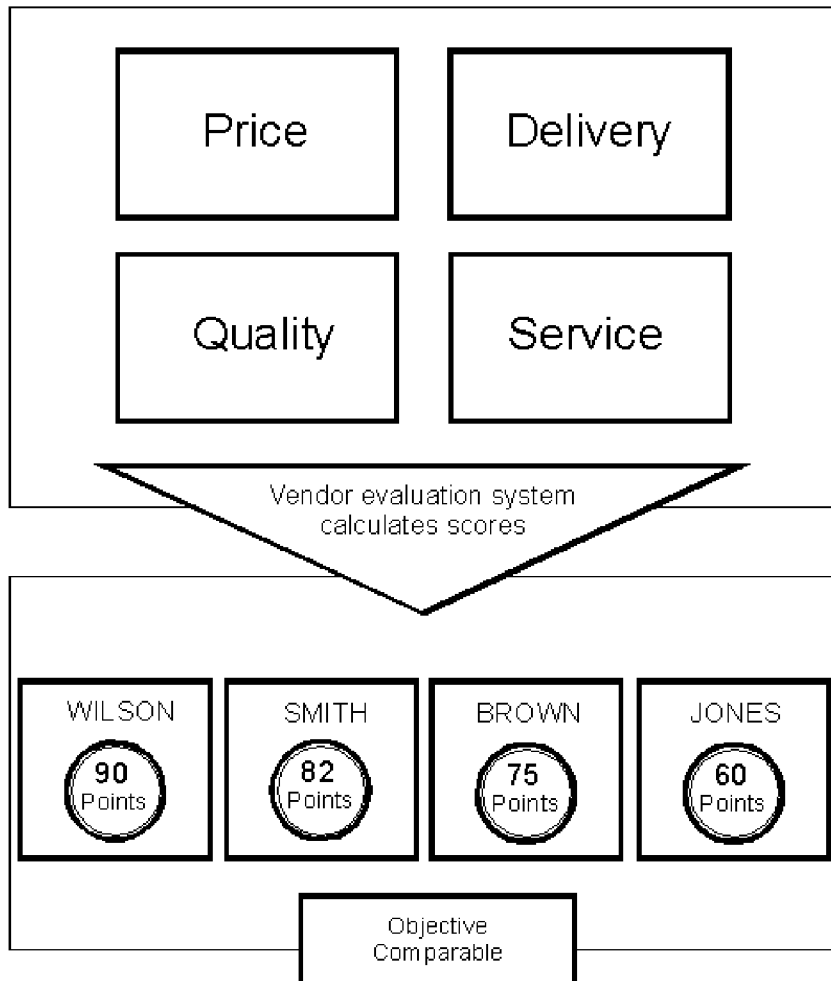 Price
Delivery
Quality
Service
Vendor evaluation system
calculates scores
WILSON
90
Points
SMITH
82
Points
BROWN
75
Points
JONES
60
Points
Objective
Comparable